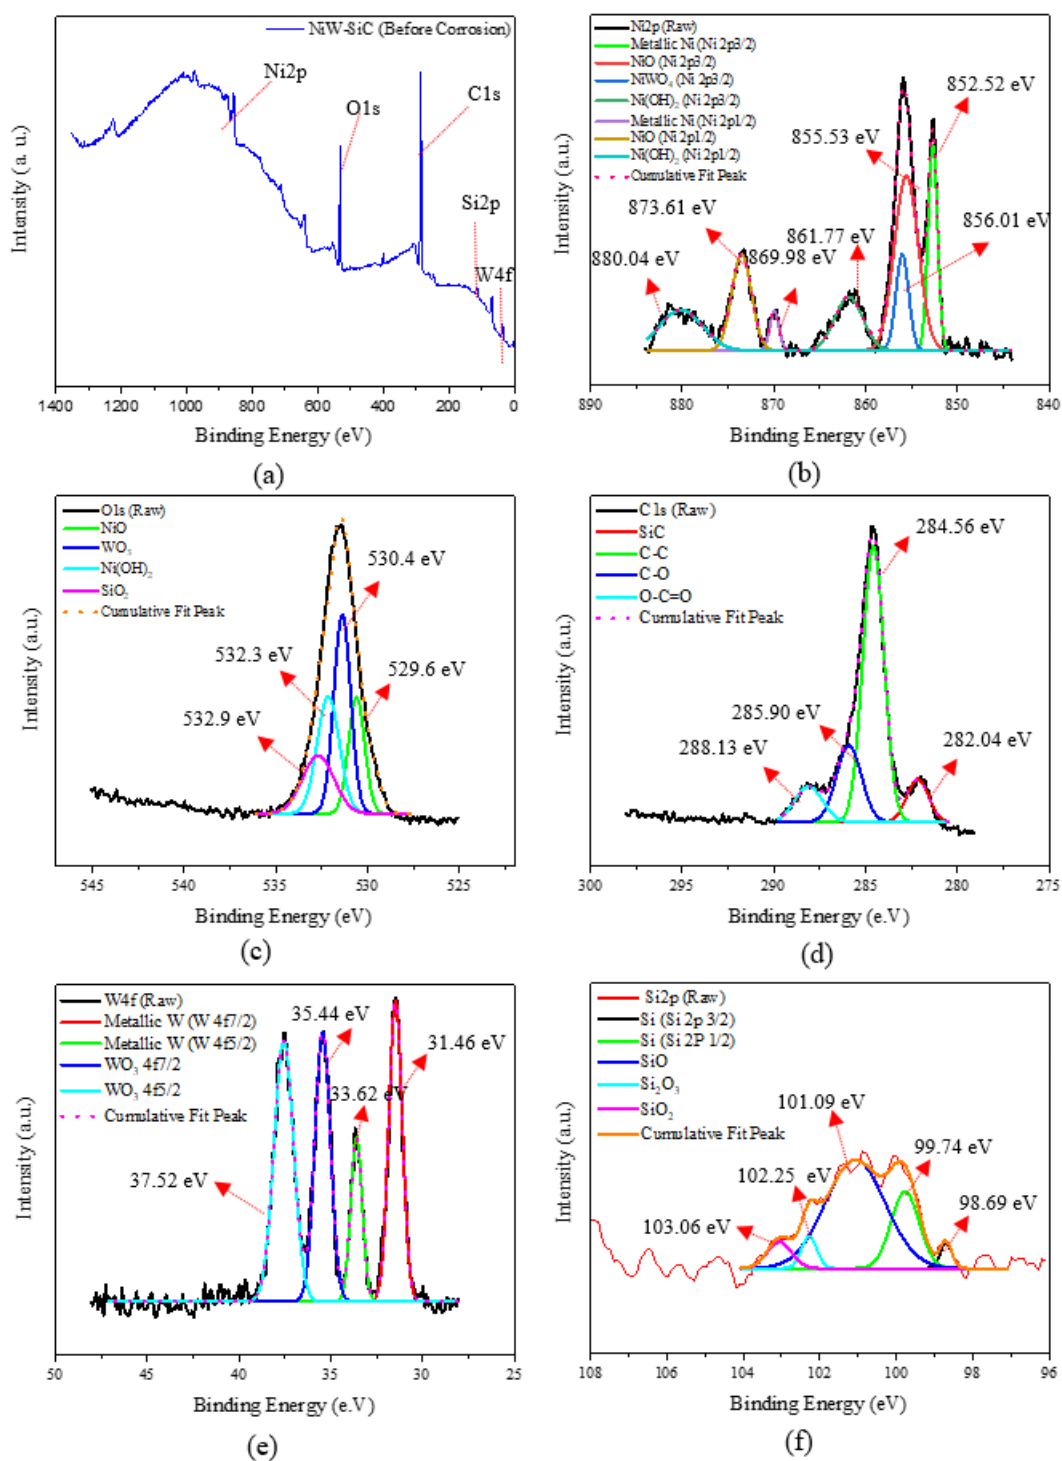 NiW-SiC (Before Corrosion)
Ni2p
O1s
C1s
Si2p
W4f
Intensity (a. u.)
1400 1200 1000 800 600 400 200 0
Binding Energy (eV)
(a)
Ni2p (Raw)
Metallic Ni (Ni 2p3/2)
NiO (Ni 2p3/2)
NiWO₄ (Ni 2p3/2)
Ni(OH)₂ (Ni 2p3/2)
Metallic Ni (Ni 2p1/2)
NiO (Ni 2p1/2)
Ni(OH)₂ (Ni 2p1/2)
Cumulative Fit Peak
852.52 eV
855.53 eV
856.01 eV
873.61 eV
861.77 eV
869.98 eV
880.04 eV
Intensity (a.u.)
890 880 870 860 850 840
Binding Energy (eV)
(b)
O1s (Raw)
NiO
WO₃
Ni(OH)₂
SiO₂
Cumulative Fit Peak
530.4 eV
532.3 eV
529.6 eV
532.9 eV
Intensity (a.u.)
545 540 535 530 525
Binding Energy (eV)
(c)
C1s (Raw)
SiC
C-C
C-O
O-C=O
Cumulative Fit Peak
284.56 eV
285.90 eV
288.13 eV
282.04 eV
Intensity (a.u.)
300 295 290 285 280 275
Binding Energy (e.V)
(d)
W4f (Raw)
Metallic W (W 4f7/2)
Metallic W (W 4f5/2)
WO₃ 4f7/2
WO₃ 4f5/2
Cumulative Fit Peak
35.44 eV
31.46 eV
33.62 eV
37.52 eV
Intensity (a.u.)
50 45 40 35 30 25
Binding Energy (e.V)
(e)
Si2p (Raw)
Si (Si 2p 3/2)
Si (Si 2P 1/2)
SiO
Si₂O₃
SiO₂
Cumulative Fit Peak
101.09 eV
99.74 eV
102.25 eV
98.69 eV
103.06 eV
Intensity (a.u.)
108 106 104 102 100 98 96
Binding Energy (eV)
(f)